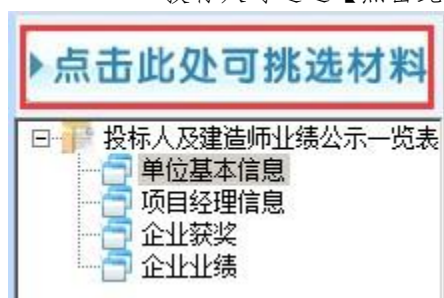 点击此处可挑选材料
投标人及建造师业绩公示一览表
单位基本信息
项目经理信息
企业获奖
企业业绩